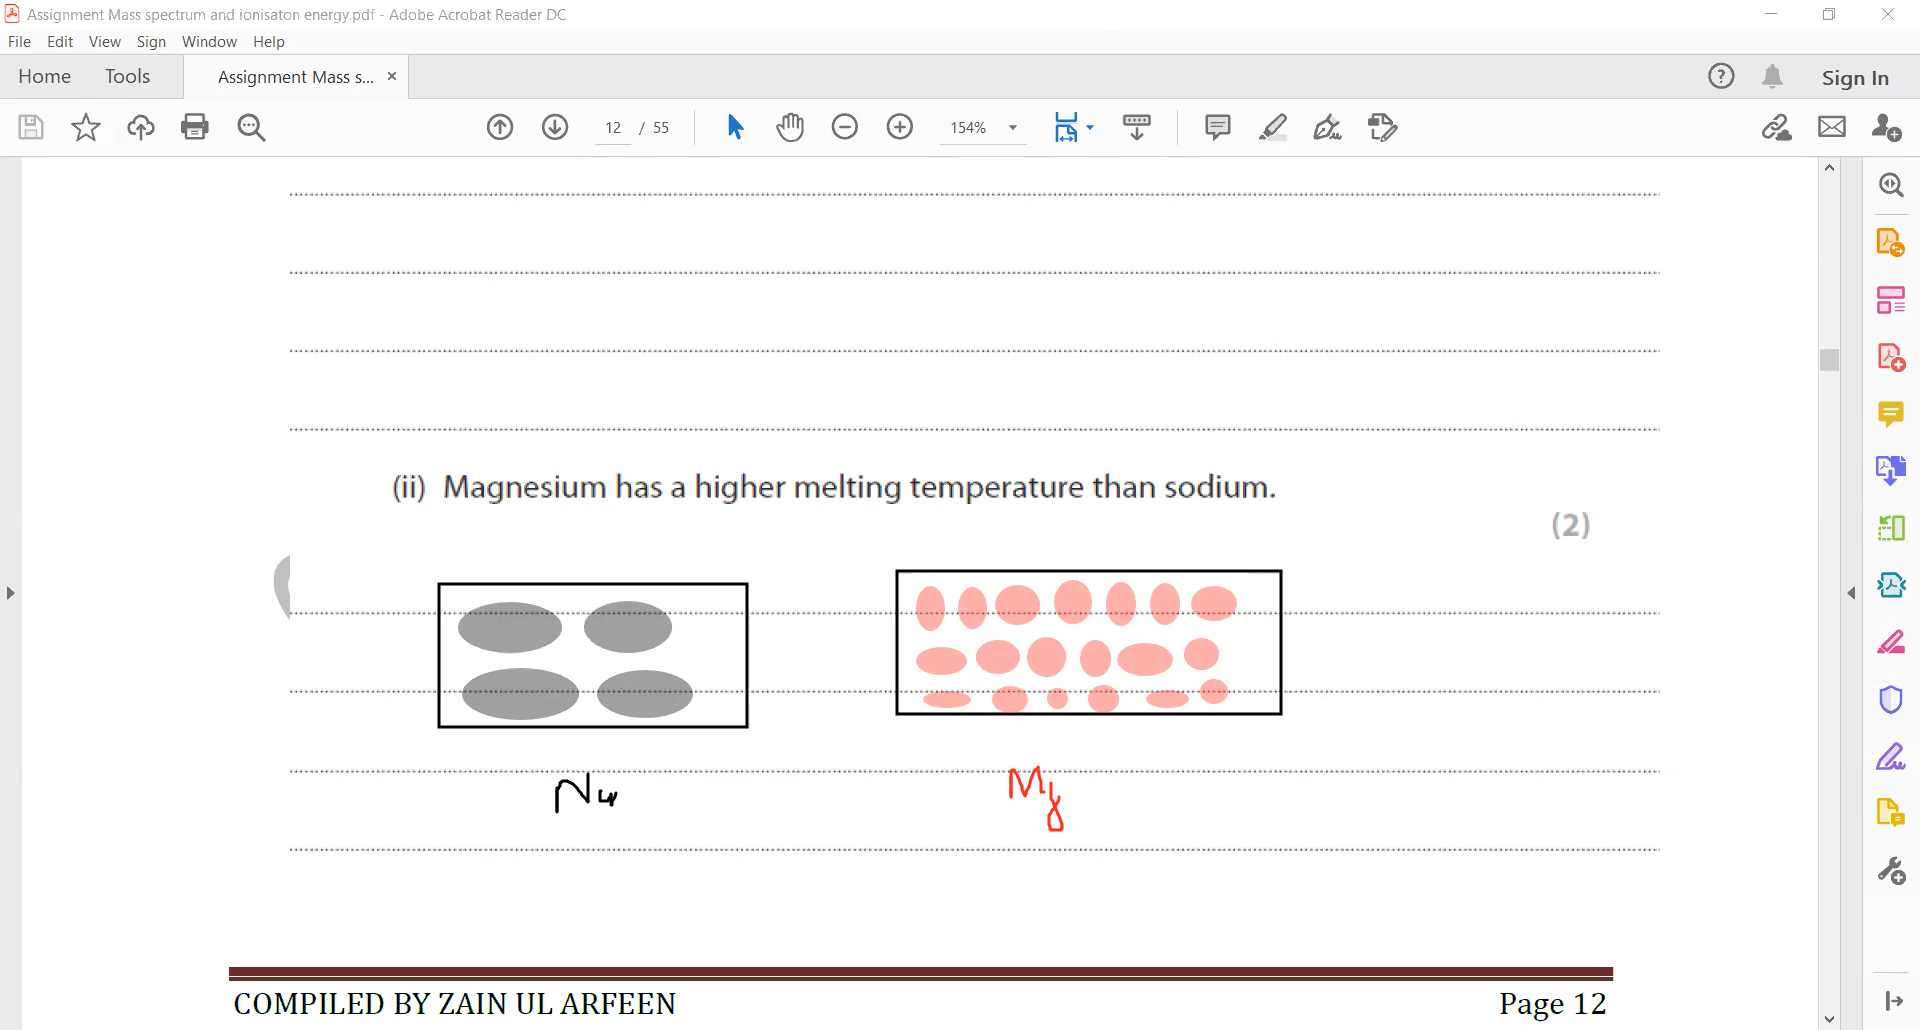 Assignment Mass spectrum and ionisaton energy.pdf - Adobe Acrobat Reader DC
File Edit View Sign Window Help
Home Tools Assignment Mass s... × Sign In
12 / 55 154%
(ii) Magnesium has a higher melting temperature than sodium.
(2)
Na
Mg
COMPILED BY ZAIN UL ARFEEN Page 12